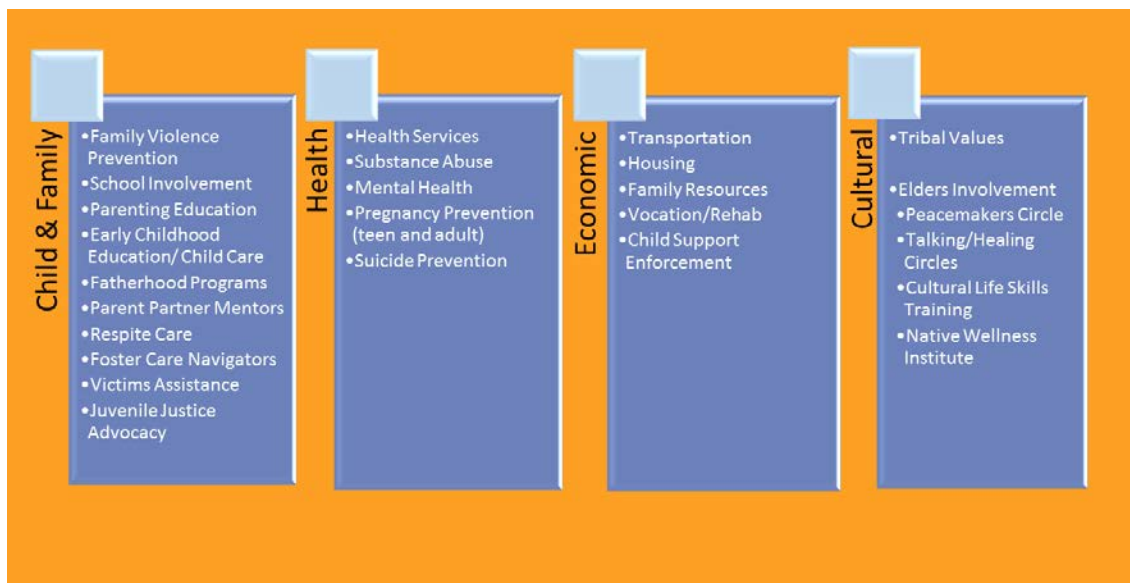 Child & Family
•Family Violence
Prevention
•School Involvement
•Parenting Education
•Early Childhood
Education/ Child Care
•Fatherhood Programs
•Parent Partner Mentors
•Respite Care
•Foster Care Navigators
•Victims Assistance
•Juvenile Justice
Advocacy
Health
•Health Services
•Substance Abuse
•Mental Health
•Pregnancy Prevention
(teen and adult)
•Suicide Prevention
Economic
•Transportation
•Housing
•Family Resources
•Vocation/Rehab
•Child Support
Enforcement
Cultural
•Tribal Values
•Elders Involvement
•Peacemakers Circle
•Talking/Healing
Circles
•Cultural Life Skills
Training
•Native Wellness
Institute